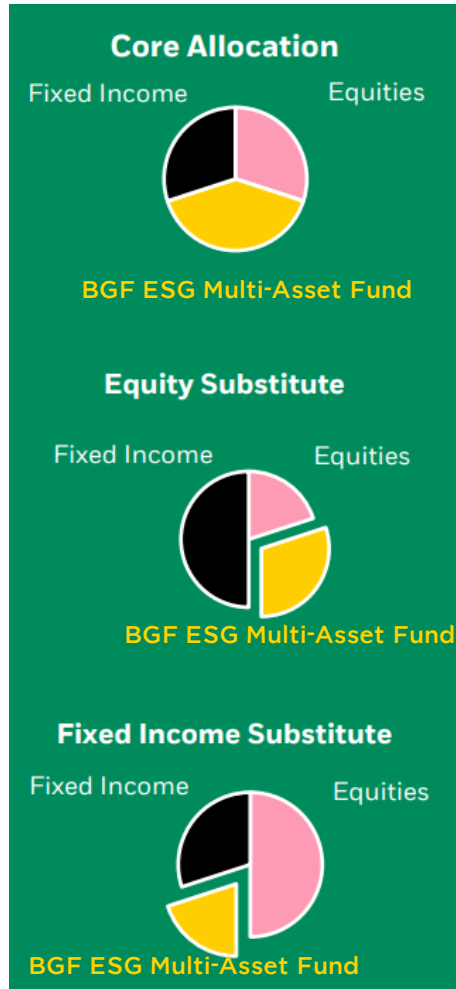 Core Allocation
Fixed Income
Equities
BGF ESG Multi-Asset Fund
Equity Substitute
Fixed Income
Equities
BGF ESG Multi-Asset Fund
Fixed Income Substitute
Fixed Income
Equities
BGF ESG Multi-Asset Fund